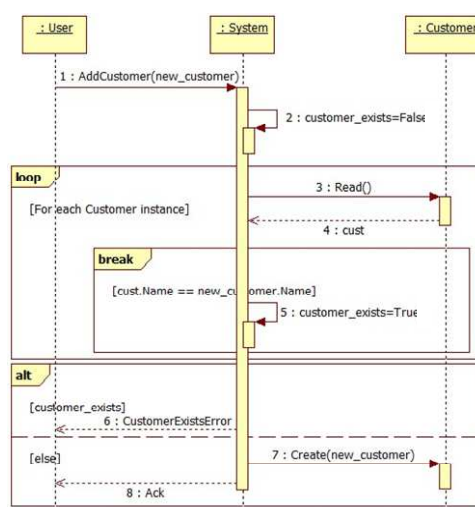 : User
: System
: Customer
1 : AddCustomer(new_customer)
2 : customer_exists=False
loop
3 : Read()
[For each Customer instance]
4 : cust
break
[cust.Name == new_customer.Name]
5 : customer_exists=True
alt
[customer_exists]
6 : CustomerExistsError
7 : Create(new_customer)
[else]
8 : Ack